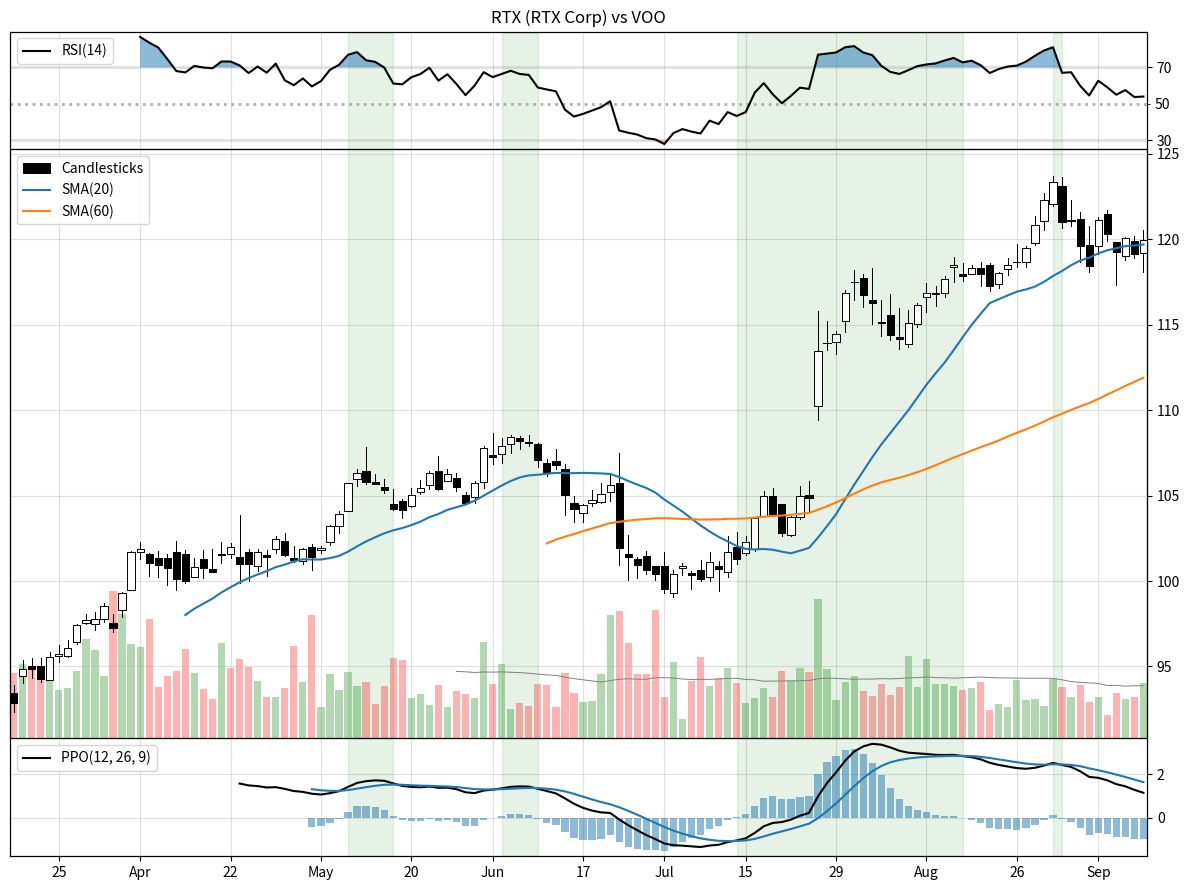 RTX (RTX Corp) vs VOO
RSI(14)
70
50
30
125
Candlesticks
SMA(20)
SMA(60)
120
115
110
105
100
95
PPO(12, 26, 9)
2
0
25 Apr 22 May 20 Jun 17 Jul 15 29 Aug 26 Sep